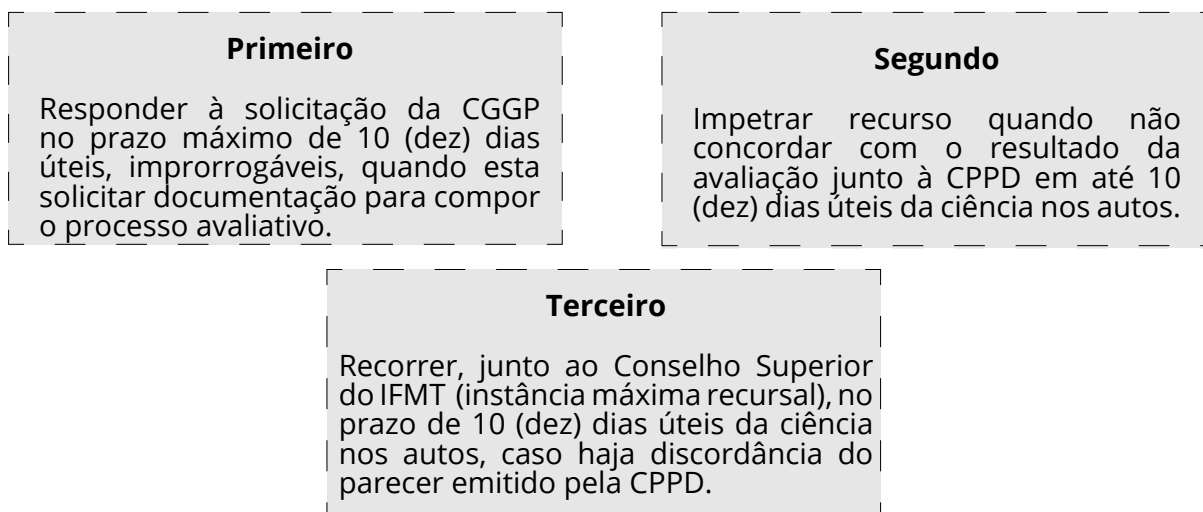 Primeiro
Responder à solicitação da CGGP
no prazo máximo de 10 (dez) dias
úteis, improrrogáveis, quando esta
solicitar documentação para compor
o processo avaliativo.
Segundo
Impetrar recurso quando não
concordar com o resultado da
avaliação junto à CPPD em até 10
(dez) dias úteis da ciência nos autos.
Terceiro
Recorrer, junto ao Conselho Superior
do IFMT (instância máxima recursal), no
prazo de 10 (dez) dias úteis da ciência
nos autos, caso haja discordância do
parecer emitido pela CPPD.